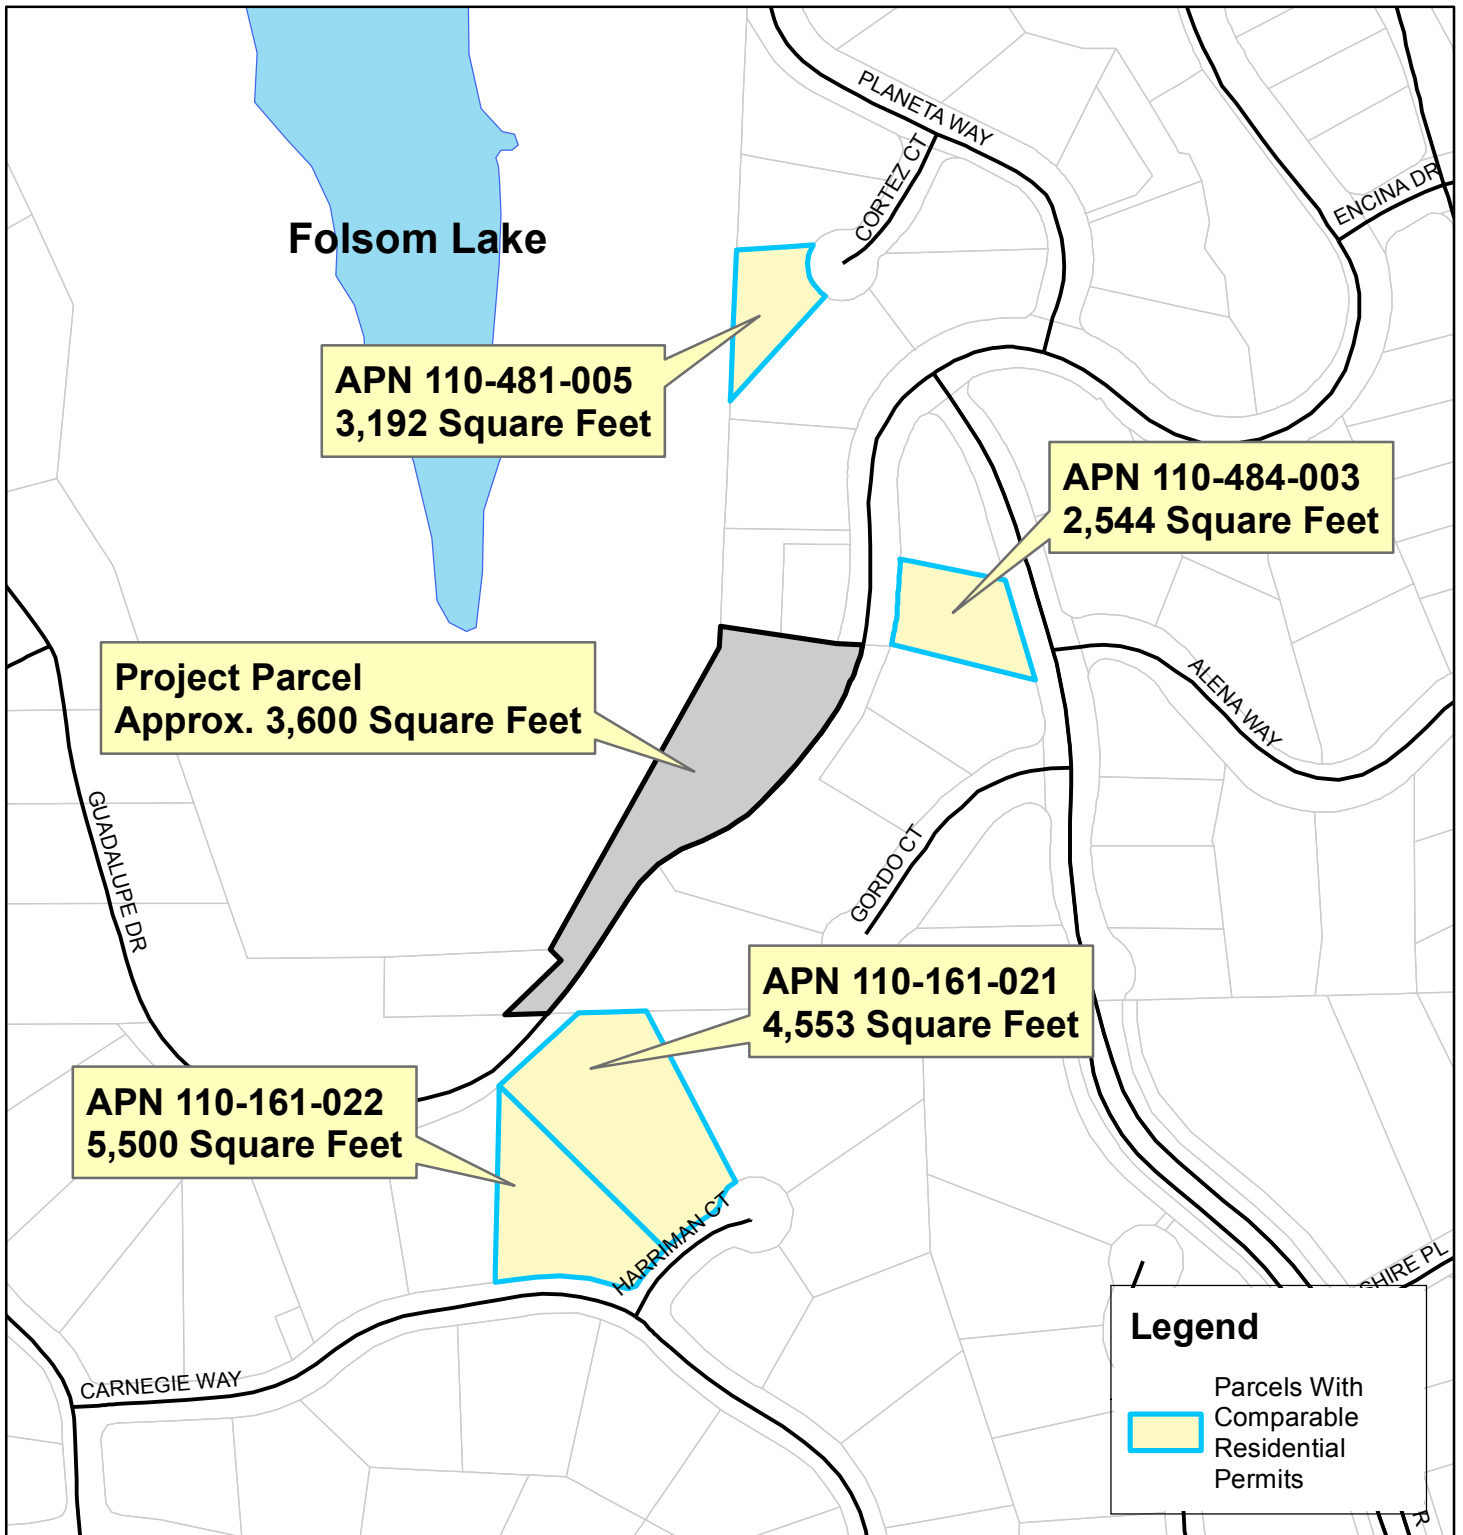 PLANETA WAY
CORTEZ CT
ENCINA DR
Folsom Lake
APN 110-481-005
3,192 Square Feet
APN 110-484-003
2,544 Square Feet
Project Parcel
Approx. 3,600 Square Feet
ALENA WAY
GUADALUPE DR
GORDO CT
APN 110-161-021
4,553 Square Feet
APN 110-161-022
5,500 Square Feet
HARRIMAN CT
SHIRE PL
CARNEGIE WAY
Legend
Parcels With
Comparable
Residential
Permits
R